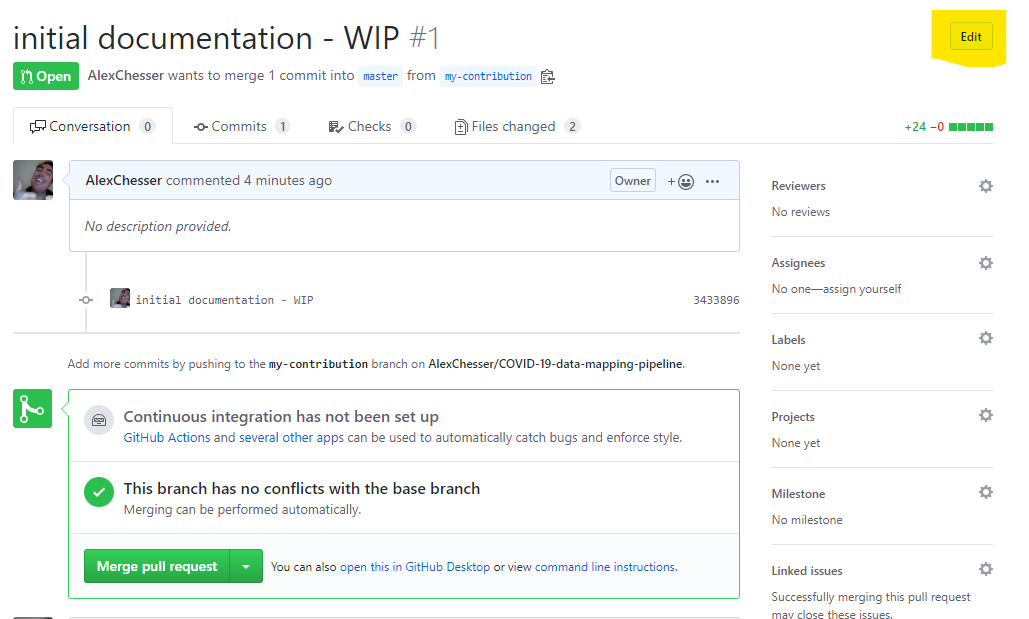 initial documentation - WIP #1
Edit
Open AlexChesser wants to merge 1 commit into master from my-contribution
Conversation 0 Commits 1 Checks 0 Files changed 2 +24 −0
AlexChesser commented 4 minutes ago Owner
No description provided.
initial documentation - WIP 3433896
Add more commits by pushing to the my-contribution branch on AlexChesser/COVID-19-data-mapping-pipeline.
Continuous integration has not been set up
GitHub Actions and several other apps can be used to automatically catch bugs and enforce style.
This branch has no conflicts with the base branch
Merging can be performed automatically.
Merge pull request You can also open this in GitHub Desktop or view command line instructions.
Reviewers
No reviews
Assignees
No one—assign yourself
Labels
None yet
Projects
None yet
Milestone
No milestone
Linked issues
Successfully merging this pull request
may close these issues.